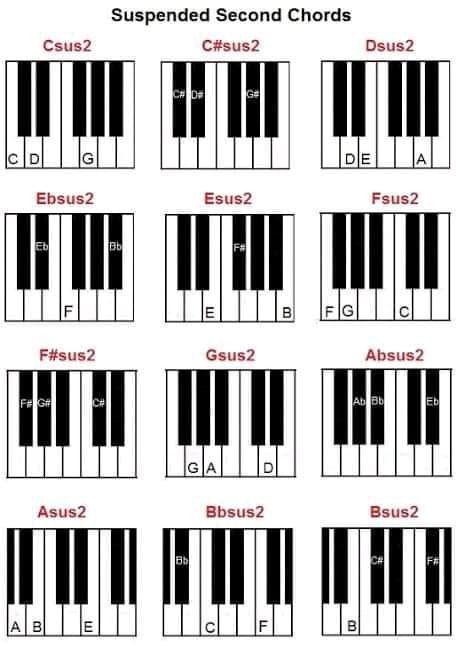 Suspended Second Chords
Csus2 C#sus2 Dsus2
C# D# G#
C D G D E A
Ebsus2 Esus2 Fsus2
Eb Bb F#
F E B F G C
F#sus2 Gsus2 Absus2
F# G# C# Ab Bb Eb
G A D
Asus2 Bbsus2 Bsus2
Bb C# F#
A B E C F B